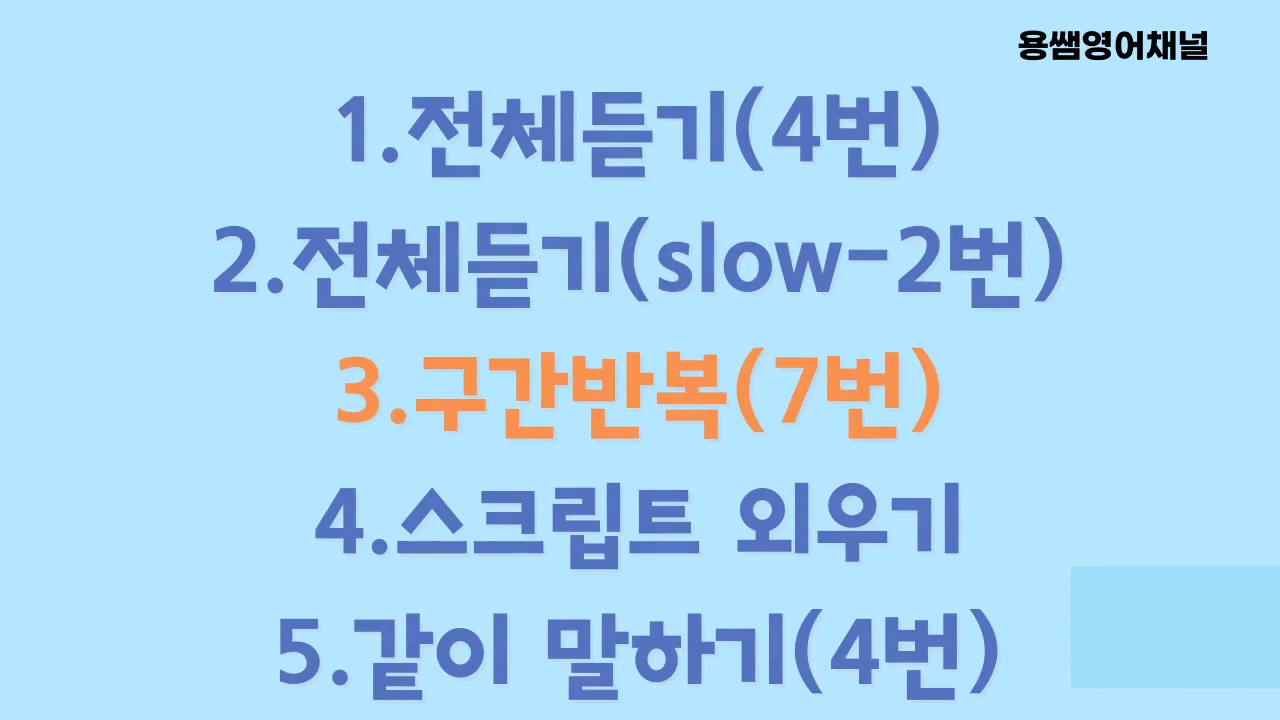 용쌤영어채널
1.전체듣기(4번)
2.전체듣기(slow-2번)
3.구간반복(7번)
4.스크립트 외우기
5.같이 말하기(4번)